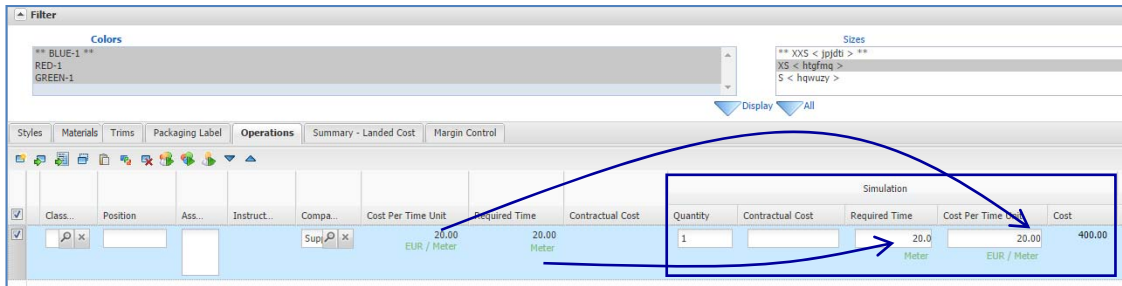 Filter
Colors
Sizes
** BLUE-1 **
RED-1
GREEN-1
** XXS < jpjdti > **
XS < htgfmq >
S < hqwuzy >
Display All
Styles Materials Trims Packaging Label Operations Summary - Landed Cost Margin Control
Simulation
Class... Position Ass... Instruct... Compa... Cost Per Time Unit Required Time Contractual Cost Quantity Contractual Cost Required Time Cost Per Time Unit Cost
Sup 20.00 20.00 1 20.0 20.00 400.00
EUR / Meter Meter Meter EUR / Meter